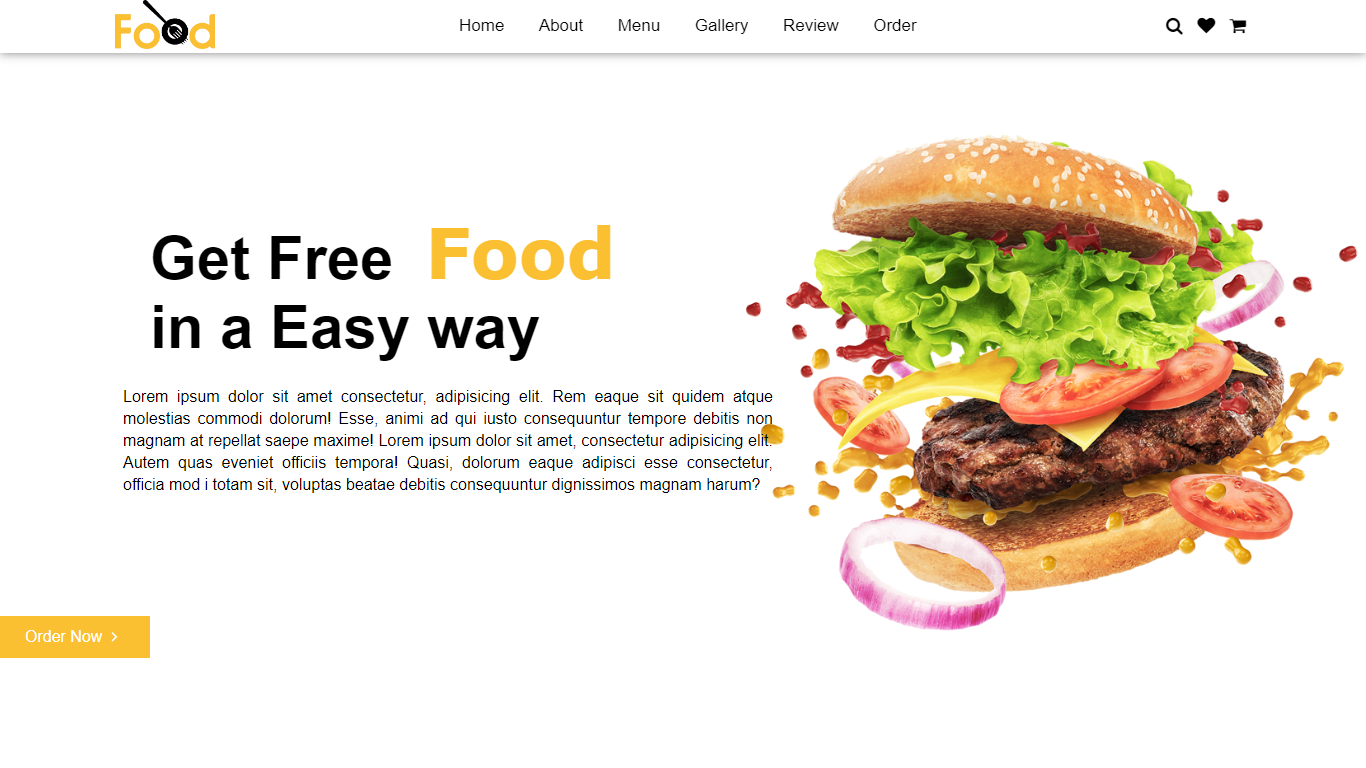 Food
Home About Menu Gallery Review Order
Get Free Food
in a Easy way
Lorem ipsum dolor sit amet consectetur, adipisicing elit. Rem eaque sit quidem atque
molestias commodi dolorum! Esse, animi ad qui iusto consequuntur tempore debitis non
magnam at repellat saepe maxime! Lorem ipsum dolor sit amet, consectetur adipisicing elit.
Autem quas eveniet officiis tempora! Quasi, dolorum eaque adipisci esse consectetur,
officia mod i totam sit, voluptas beatae debitis consequuntur dignissimos magnam harum?
Order Now